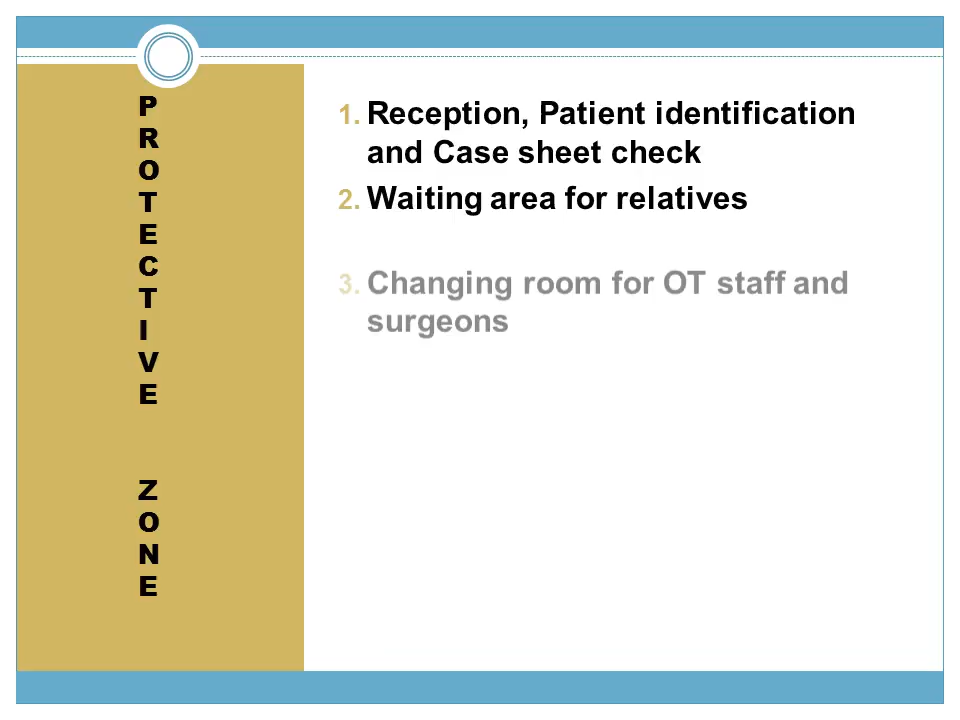 P
R
O
T
E
C
T
I
V
E
Z
O
N
E
1. Reception, Patient identification
and Case sheet check
2. Waiting area for relatives
3. Changing room for OT staff and
surgeons